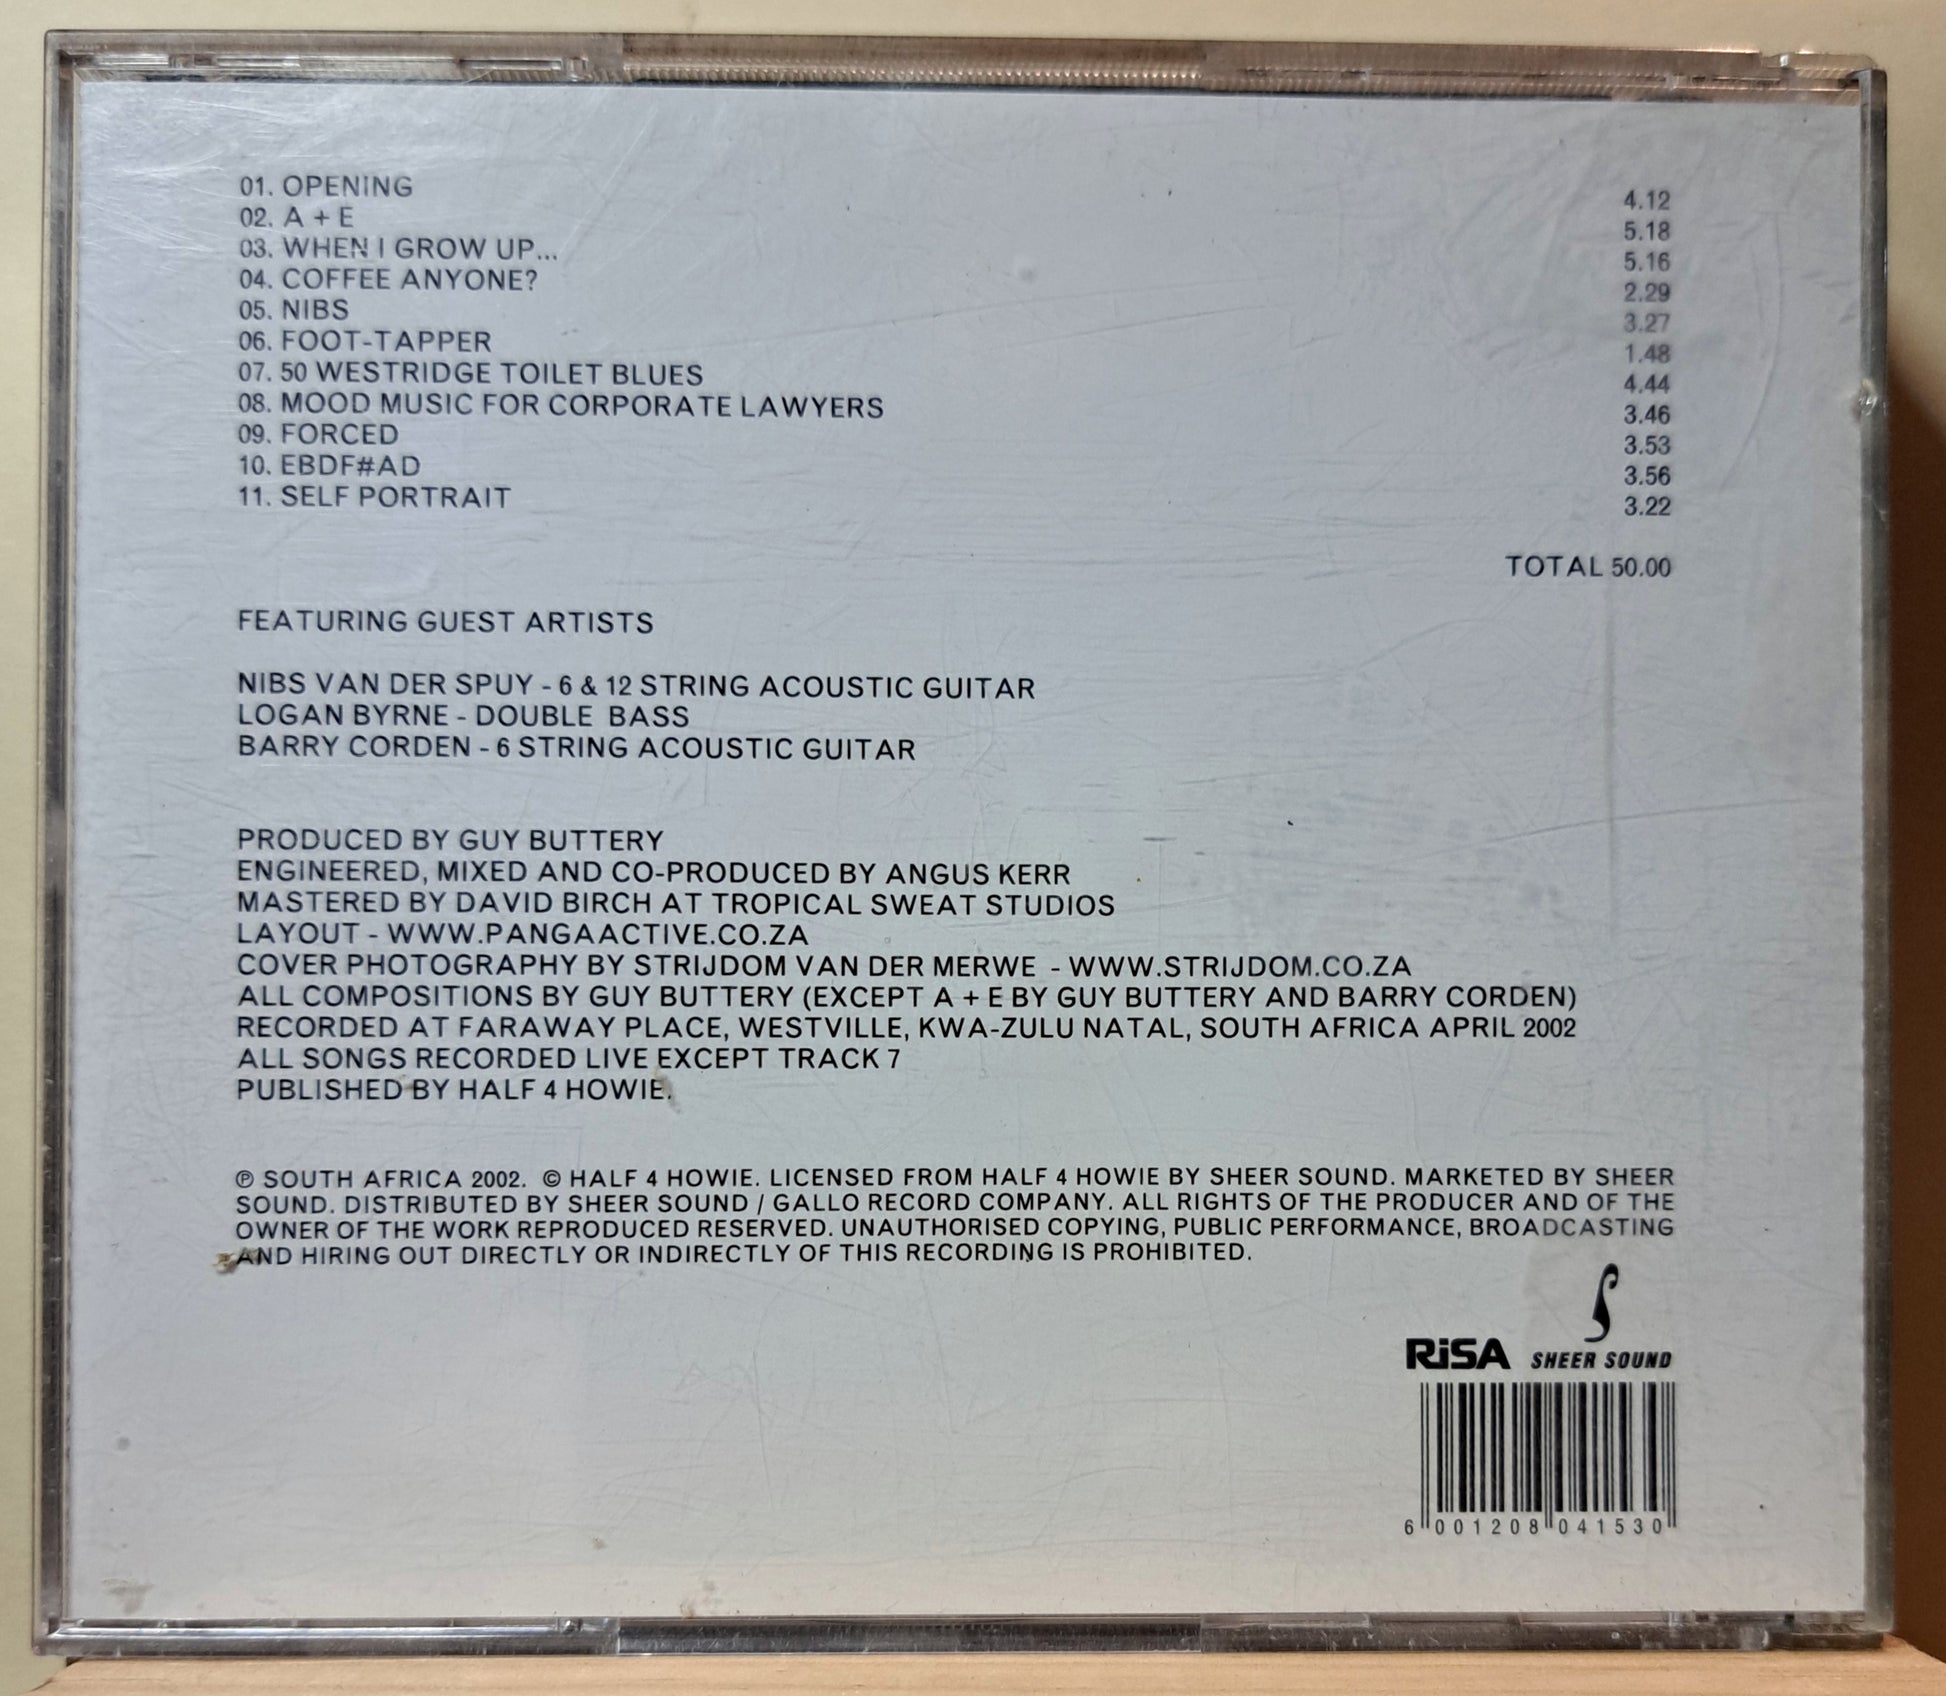 01. OPENING 4.12
02. A + E 5.18
03. WHEN I GROW UP... 5.16
04. COFFEE ANYONE? 2.29
05. NIBS 3.27
06. FOOT-TAPPER 1.48
07. 50 WESTRIDGE TOILET BLUES 4.44
08. MOOD MUSIC FOR CORPORATE LAWYERS 3.46
09. FORCED 3.53
10. EBDF#AD 3.56
11. SELF PORTRAIT 3.22
TOTAL 50.00
FEATURING GUEST ARTISTS
NIBS VAN DER SPUY - 6 & 12 STRING ACOUSTIC GUITAR
LOGAN BYRNE - DOUBLE BASS
BARRY CORDEN - 6 STRING ACOUSTIC GUITAR
PRODUCED BY GUY BUTTERY
ENGINEERED, MIXED AND CO-PRODUCED BY ANGUS KERR
MASTERED BY DAVID BIRCH AT TROPICAL SWEAT STUDIOS
LAYOUT - WWW.PANGAACTIVE.CO.ZA
COVER PHOTOGRAPHY BY STRIJDOM VAN DER MERWE - WWW.STRIJDOM.CO.ZA
ALL COMPOSITIONS BY GUY BUTTERY (EXCEPT A + E BY GUY BUTTERY AND BARRY CORDEN)
RECORDED AT FARAWAY PLACE, WESTVILLE, KWA-ZULU NATAL, SOUTH AFRICA APRIL 2002
ALL SONGS RECORDED LIVE EXCEPT TRACK 7
PUBLISHED BY HALF 4 HOWIE.
℗ SOUTH AFRICA 2002. © HALF 4 HOWIE. LICENSED FROM HALF 4 HOWIE BY SHEER SOUND. MARKETED BY SHEER
SOUND. DISTRIBUTED BY SHEER SOUND / GALLO RECORD COMPANY. ALL RIGHTS OF THE PRODUCER AND OF THE
OWNER OF THE WORK REPRODUCED RESERVED. UNAUTHORISED COPYING, PUBLIC PERFORMANCE, BROADCASTING
AND HIRING OUT DIRECTLY OR INDIRECTLY OF THIS RECORDING IS PROHIBITED.
RiSA SHEER SOUND
6 001208 041530